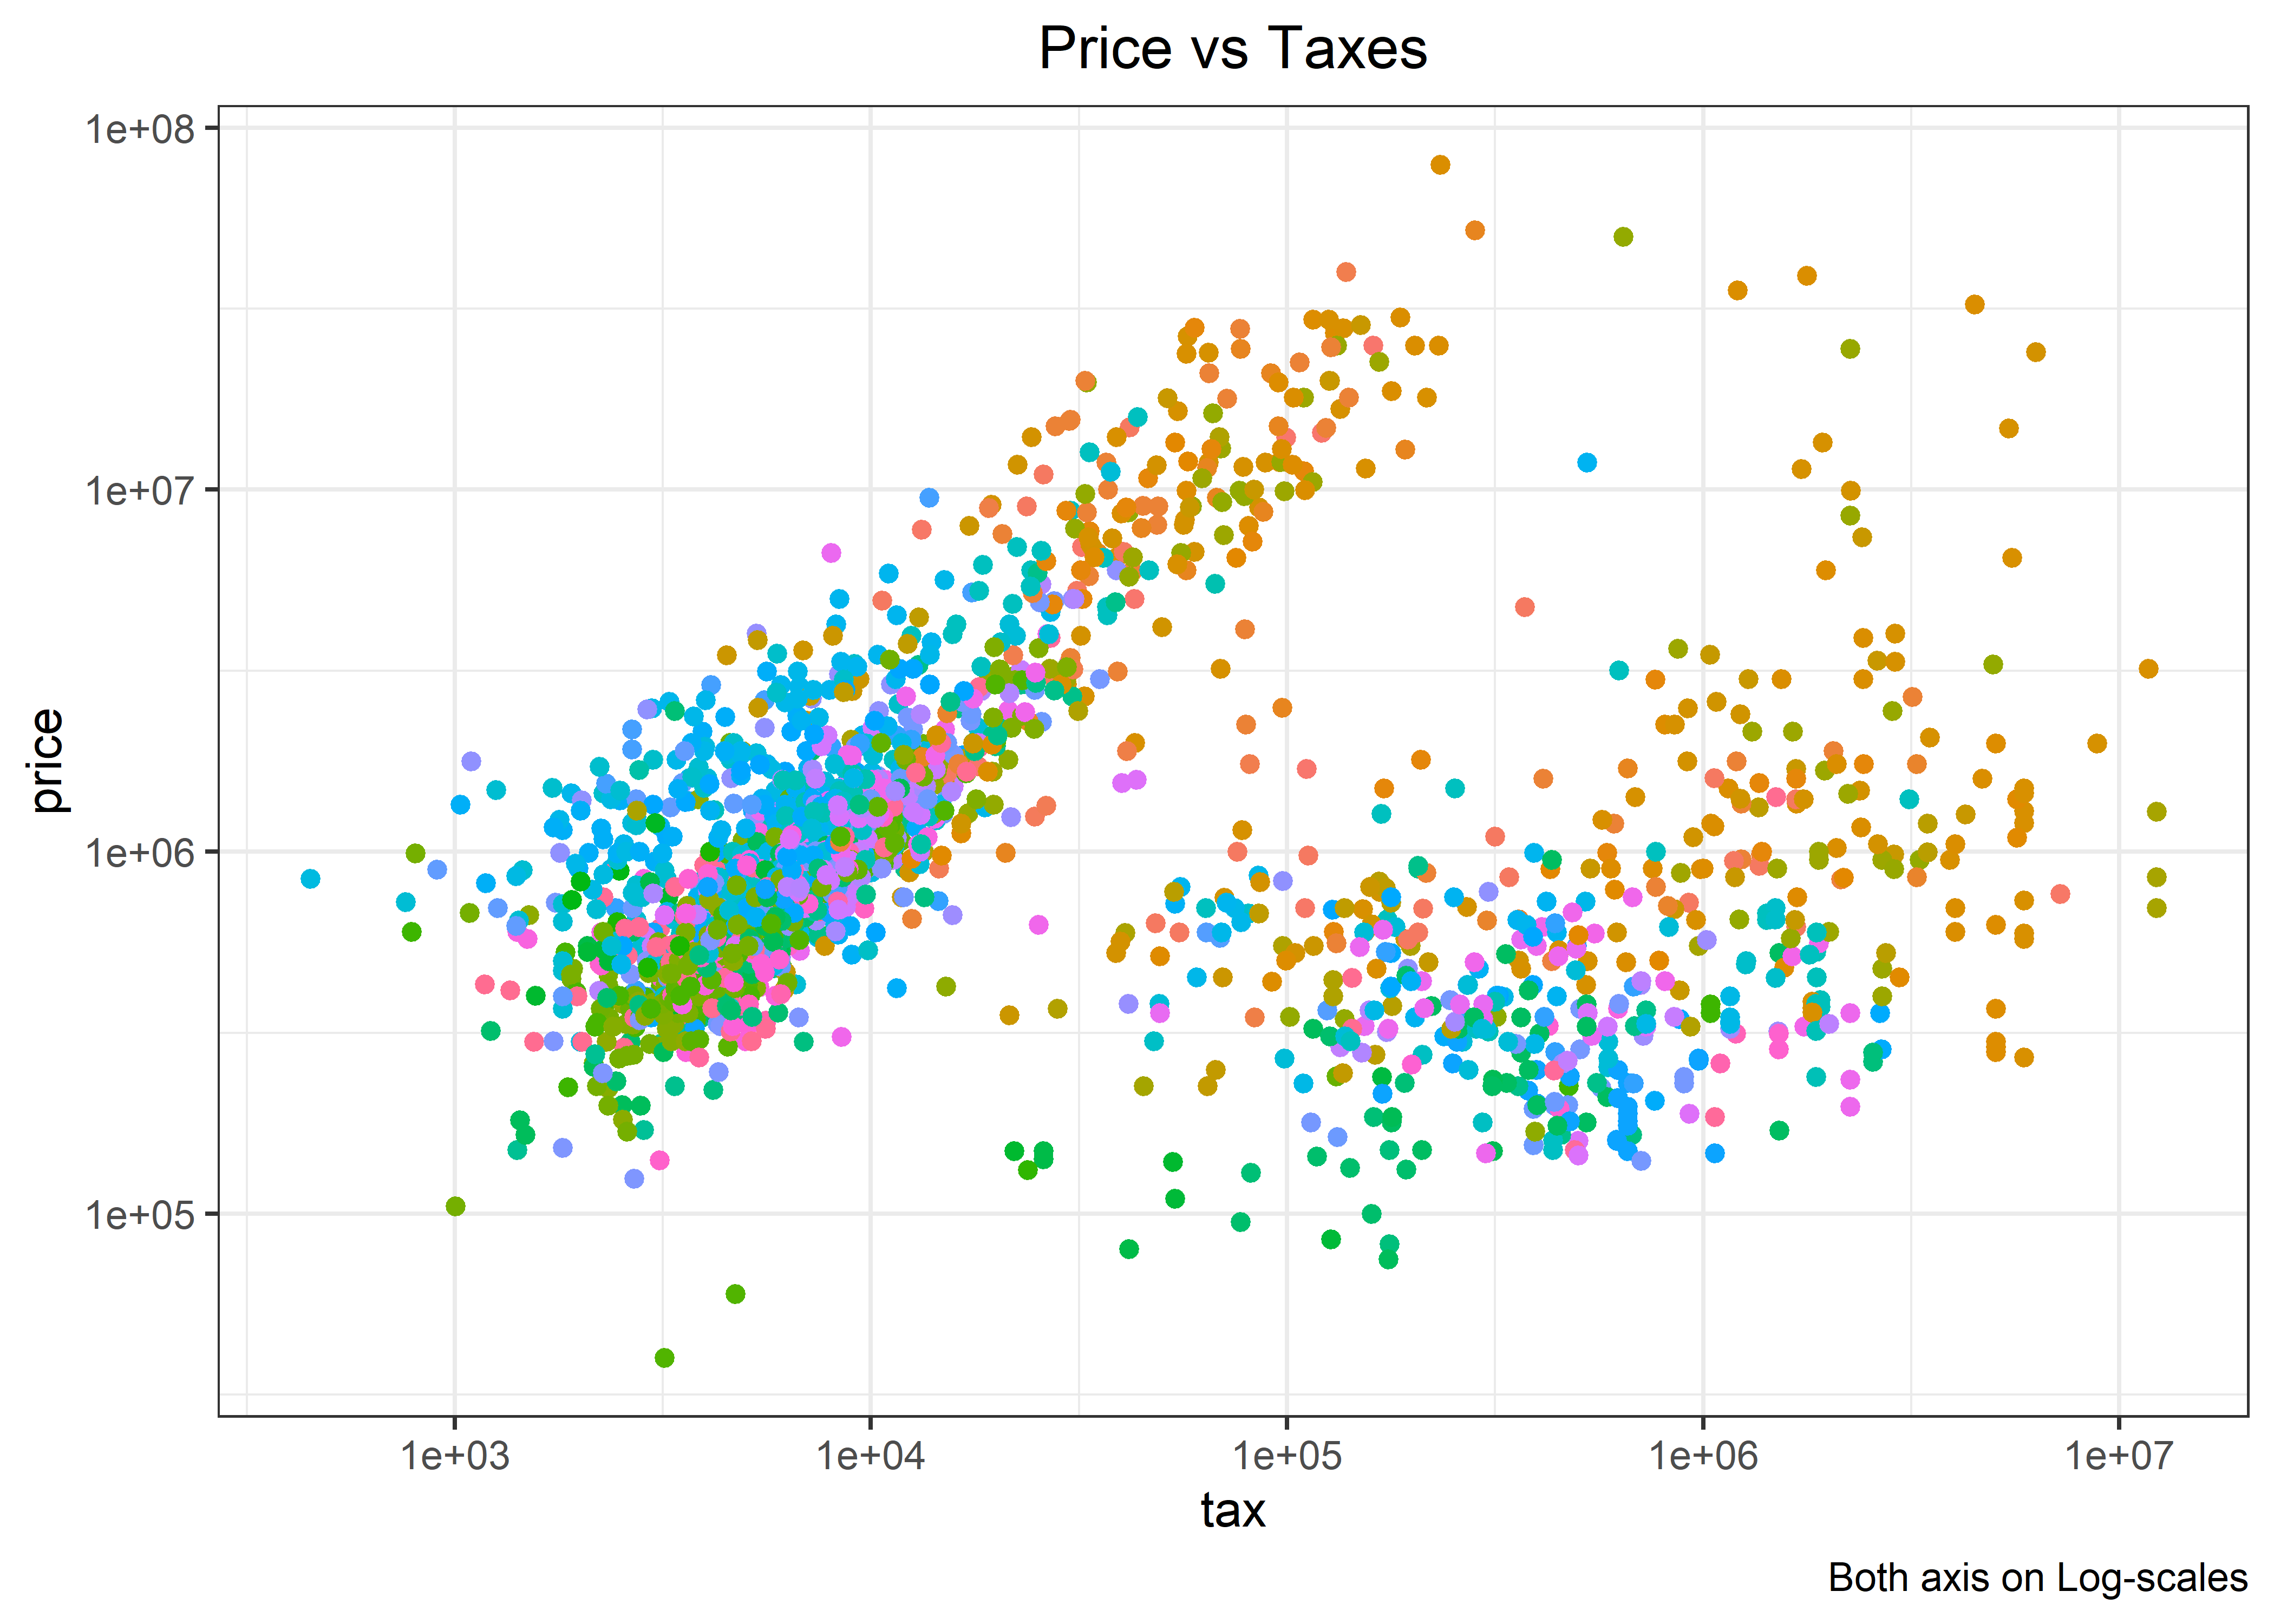 Price vs Taxes
1e+08
1e+07
1e+06
1e+05
price
1e+03 1e+04 1e+05 1e+06 1e+07
tax
Both axis on Log-scales